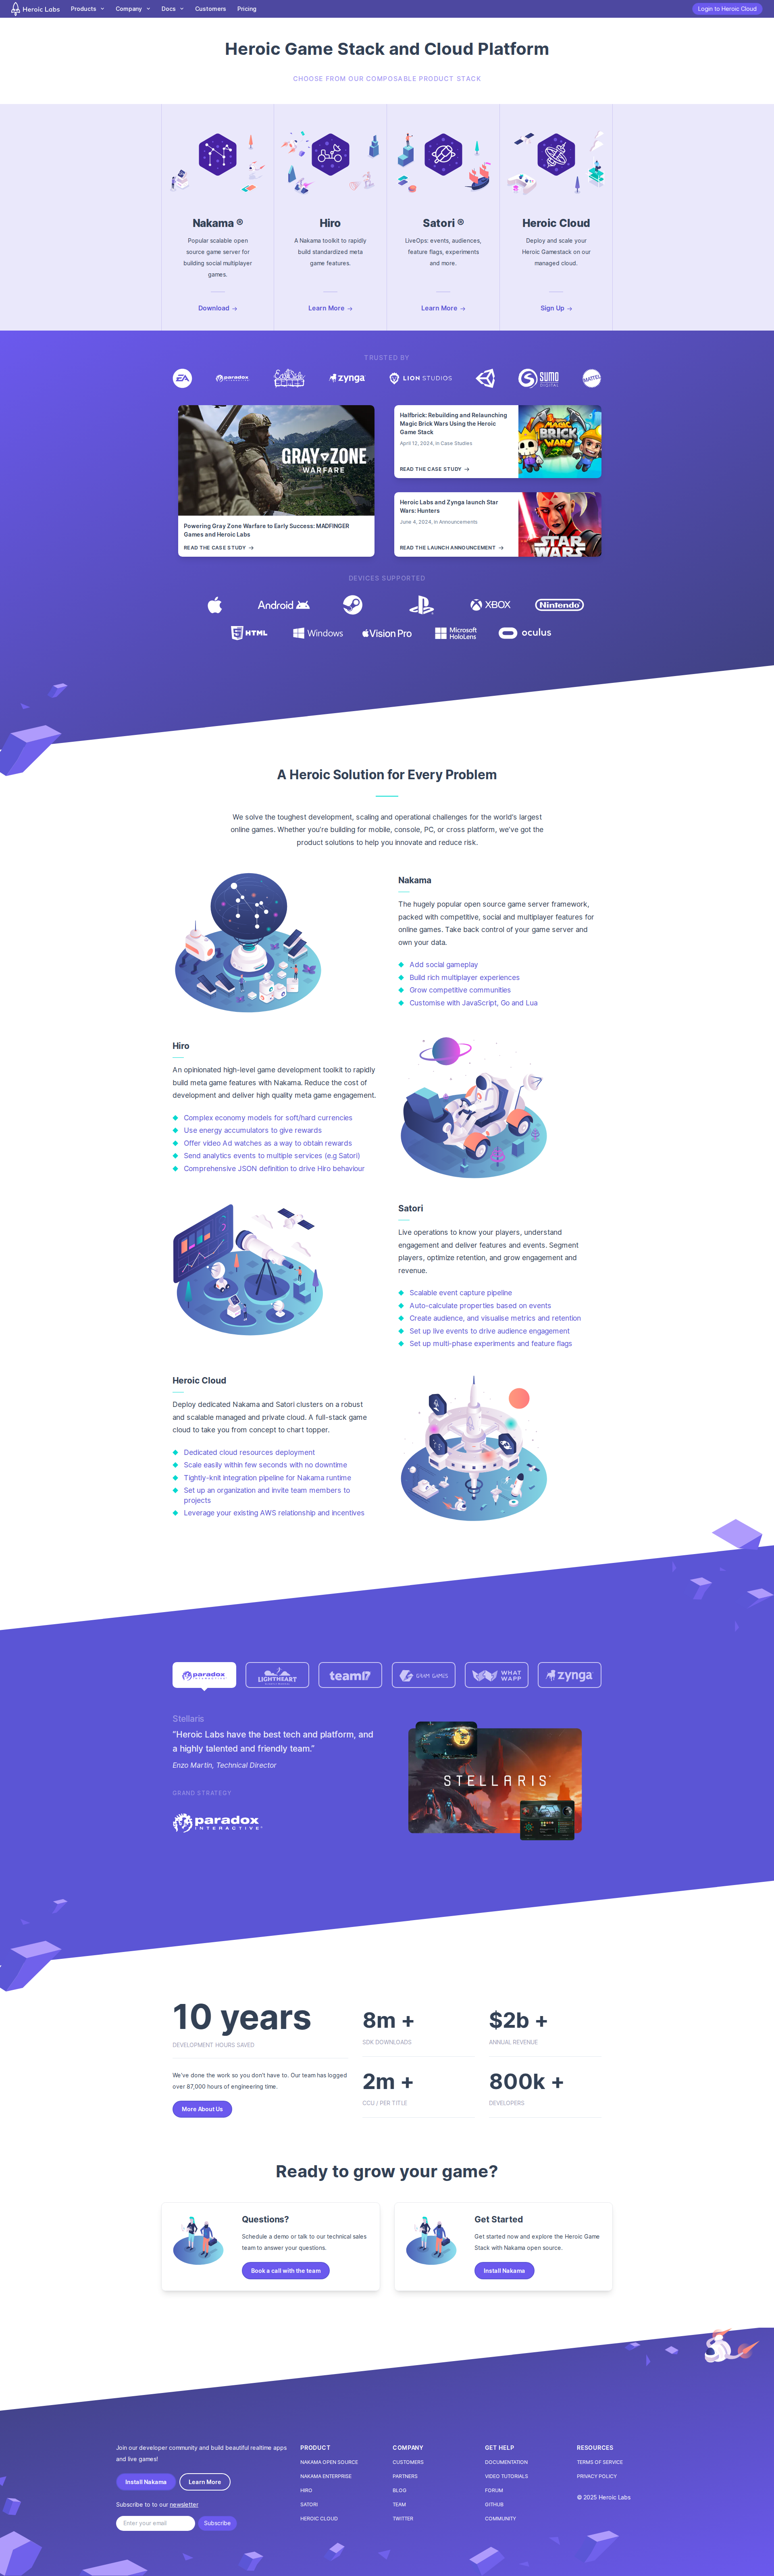 Heroic Labs
Products
Company
Docs
Customers
Pricing
Login to Heroic Cloud
Heroic Game Stack and Cloud Platform
CHOOSE FROM OUR COMPOSABLE PRODUCT STACK
Nakama ®
Popular scalable open
source game server for
building social multiplayer
games.
Download →
Hiro
A Nakama toolkit to rapidly
build standardized meta
game features.
Learn More →
Satori ®
LiveOps: events, audiences,
feature flags, experiments
and more.
Learn More →
Heroic Cloud
Deploy and scale your
Heroic Gamestack on our
managed cloud.
Sign Up →
TRUSTED BY
EA
paradox
zynga
LION STUDIOS
SUMO
DIGITAL
MATTEL
GRAY ZONE
WARFARE
Powering Gray Zone Warfare to Early Success: MADFINGER
Games and Heroic Labs
READ THE CASE STUDY →
Halfbrick: Rebuilding and Relaunching
Magic Brick Wars Using the Heroic
Game Stack
April 12, 2024, in Case Studies
READ THE CASE STUDY →
MAGIC
BRICK
WARS
Heroic Labs and Zynga launch Star
Wars: Hunters
June 4, 2024, in Announcements
READ THE LAUNCH ANNOUNCEMENT →
STAR
WARS
DEVICES SUPPORTED
Android
XBOX
Nintendo
HTML
Windows
Vision Pro
Microsoft
HoloLens
oculus
A Heroic Solution for Every Problem
We solve the toughest development, scaling and operational challenges for the world's largest
online games. Whether you're building for mobile, console, PC, or cross platform, we've got the
product solutions to help you innovate and reduce risk.
Nakama
The hugely popular open source game server framework,
packed with competitive, social and multiplayer features for
online games. Take back control of your game server and
own your data.
Add social gameplay
Build rich multiplayer experiences
Grow competitive communities
Customise with JavaScript, Go and Lua
Hiro
An opinionated high-level game development toolkit to rapidly
build meta game features with Nakama. Reduce the cost of
development and deliver high quality meta game engagement.
Complex economy models for soft/hard currencies
Use energy accumulators to give rewards
Offer video Ad watches as a way to obtain rewards
Send analytics events to multiple services (e.g Satori)
Comprehensive JSON definition to drive Hiro behaviour
Satori
Live operations to know your players, understand
engagement and deliver features and events. Segment
players, optimize retention, and grow engagement and
revenue.
Scalable event capture pipeline
Auto-calculate properties based on events
Create audience, and visualise metrics and retention
Set up live events to drive audience engagement
Set up multi-phase experiments and feature flags
Heroic Cloud
Deploy dedicated Nakama and Satori clusters on a robust
and scalable managed and private cloud. A full-stack game
cloud to take you from concept to chart topper.
Dedicated cloud resources deployment
Scale easily within few seconds with no downtime
Tightly-knit integration pipeline for Nakama runtime
Set up an organization and invite team members to
projects
Leverage your existing AWS relationship and incentives
paradox
INTERACTIVE
LIGHTHEART
team17
GRAM GAMES
WHAT
WAPP
zynga
Stellaris
“Heroic Labs have the best tech and platform, and
a highly talented and friendly team.”
Enzo Martin, Technical Director
GRAND STRATEGY
paradox
INTERACTIVE
STELLARIS
10 years
DEVELOPMENT HOURS SAVED
We've done the work so you don't have to. Our team has logged
over 87,000 hours of engineering time.
More About Us
8m +
SDK DOWNLOADS
$2b +
ANNUAL REVENUE
2m +
CCU / PER TITLE
800k +
DEVELOPERS
Ready to grow your game?
Questions?
Schedule a demo or talk to our technical sales
team to answer your questions.
Book a call with the team
Get Started
Get started now and explore the Heroic Game
Stack with Nakama open source.
Install Nakama
Join our developer community and build beautiful realtime apps
and live games!
Install Nakama
Learn More
Subscribe to to our newsletter
Enter your email
Subscribe
PRODUCT
NAKAMA OPEN SOURCE
NAKAMA ENTERPRISE
HIRO
SATORI
HEROIC CLOUD
COMPANY
CUSTOMERS
PARTNERS
BLOG
TEAM
TWITTER
GET HELP
DOCUMENTATION
VIDEO TUTORIALS
FORUM
GITHUB
COMMUNITY
RESOURCES
TERMS OF SERVICE
PRIVACY POLICY
© 2025 Heroic Labs